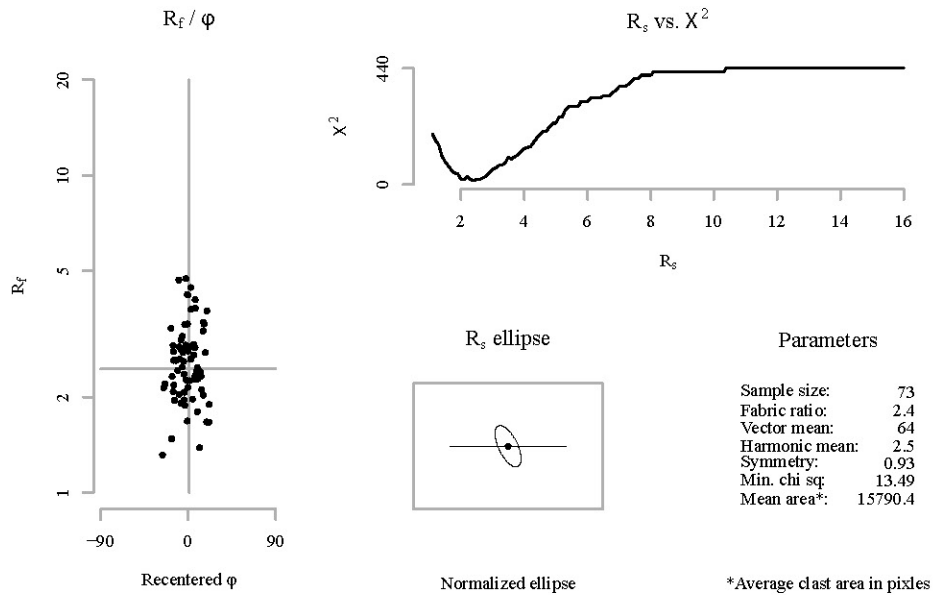 Rf / φ
20
10
5
2
1
Rf
−90 0 90
Recentered φ
Rs vs. Χ2
440
0
Χ2
2 4 6 8 10 12 14 16
Rs
Rs ellipse
Normalized ellipse
Parameters
Sample size: 73
Fabric ratio: 2.4
Vector mean: 64
Harmonic mean: 2.5
Symmetry: 0.93
Min. chi sq: 13.49
Mean area*: 15790.4
*Average clast area in pixles